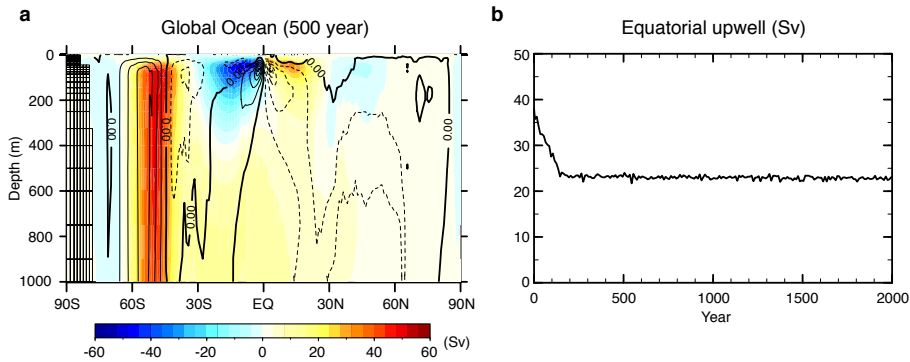 a
Global Ocean (500 year)
0
200
400
600
800
1000
Depth (m)
0.00
0.00
0.00
0.00
0.00
90S 60S 30S EQ 30N 60N 90N
-60 -40 -20 0 20 40 60
(Sv)
b
Equatorial upwell (Sv)
50
40
30
20
10
0
0 500 1000 1500 2000
Year